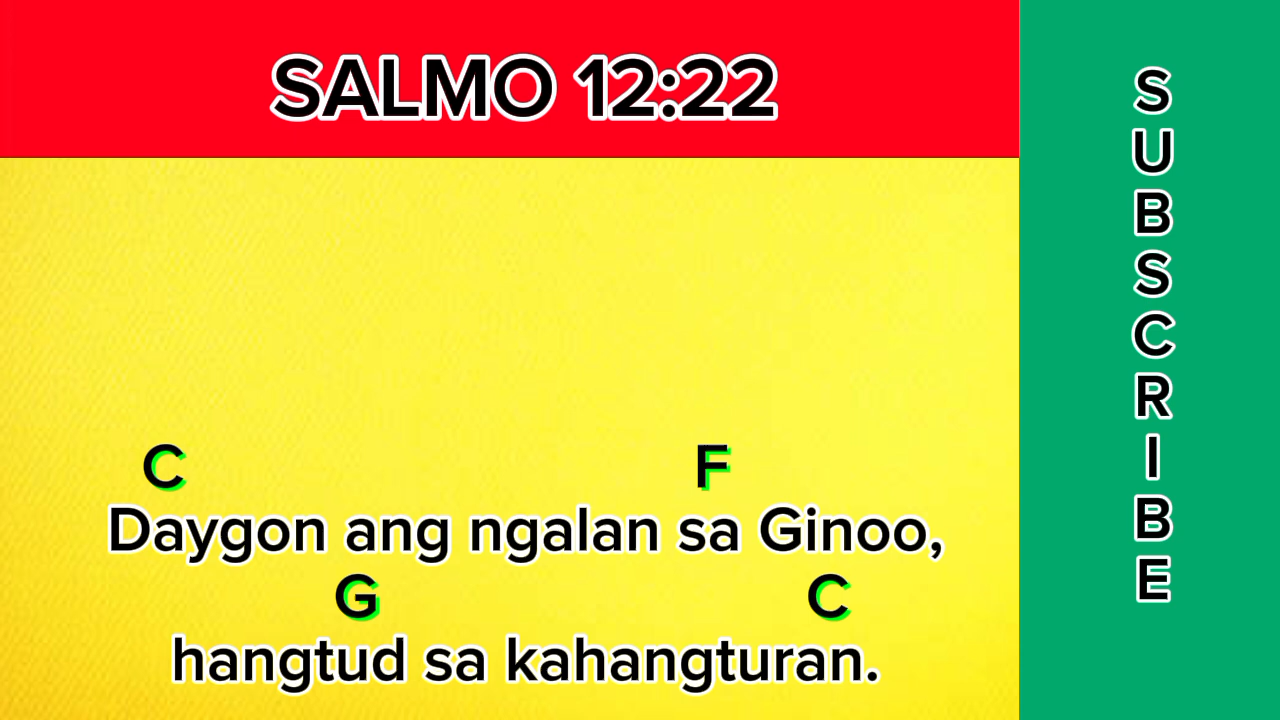 SALMO 12:22
C F
Daygon ang ngalan sa Ginoo,
G C
hangtud sa kahangturan.
SUBSCRIBE